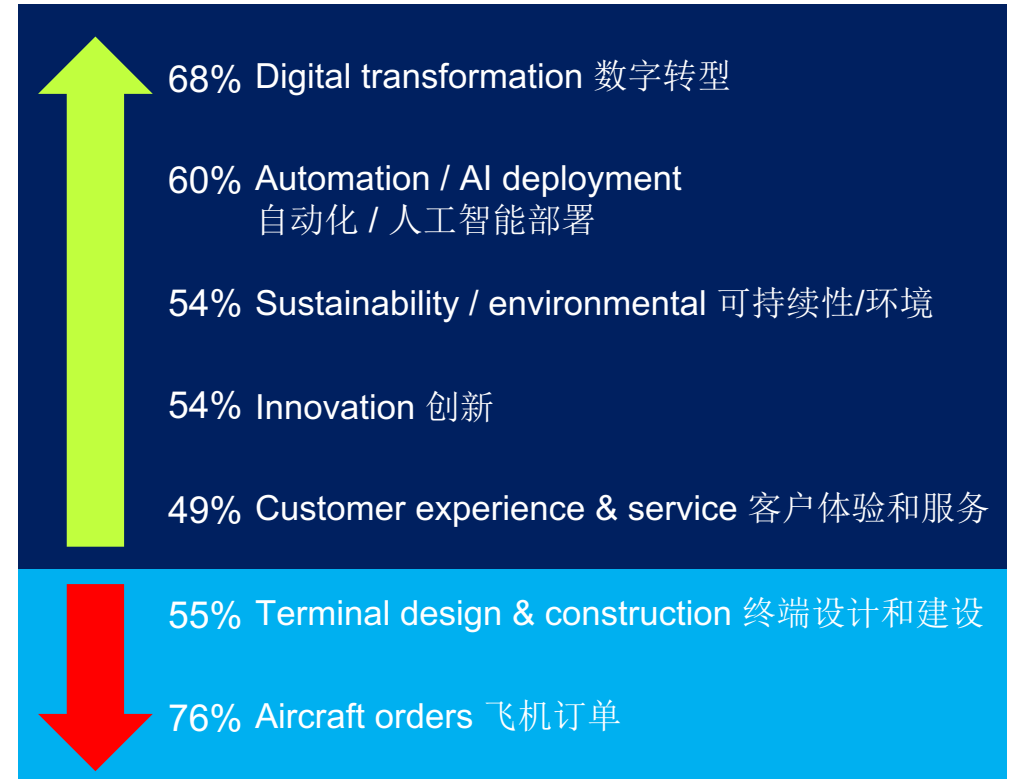 68% Digital transformation 数字转型
60% Automation / AI deployment
自动化 / 人工智能部署
54% Sustainability / environmental 可持续性/环境
54% Innovation 创新
49% Customer experience & service 客户体验和服务
55% Terminal design & construction 终端设计和建设
76% Aircraft orders 飞机订单